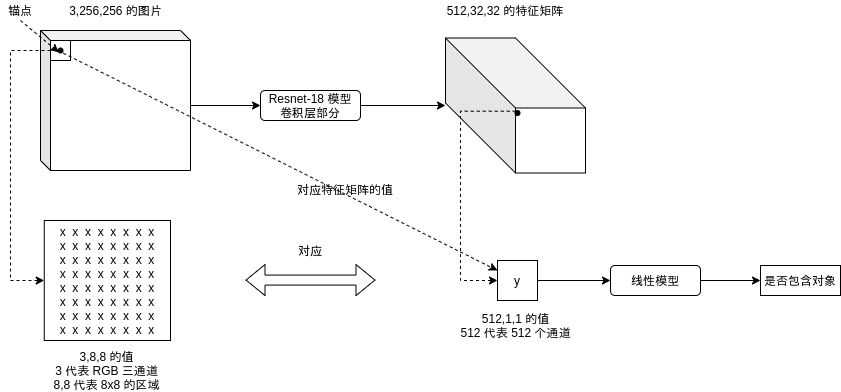 锚点
3,256,256 的图片
512,32,32 的特征矩阵
Resnet-18 模型
卷积层部分
对应特征矩阵的值
x x x x x x x x
x x x x x x x x
x x x x x x x x
x x x x x x x x
x x x x x x x x
x x x x x x x x
x x x x x x x x
x x x x x x x x
对应
y
线性模型
是否包含对象
3,8,8 的值
3 代表 RGB 三通道
8,8 代表 8x8 的区域
512,1,1 的值
512 代表 512 个通道